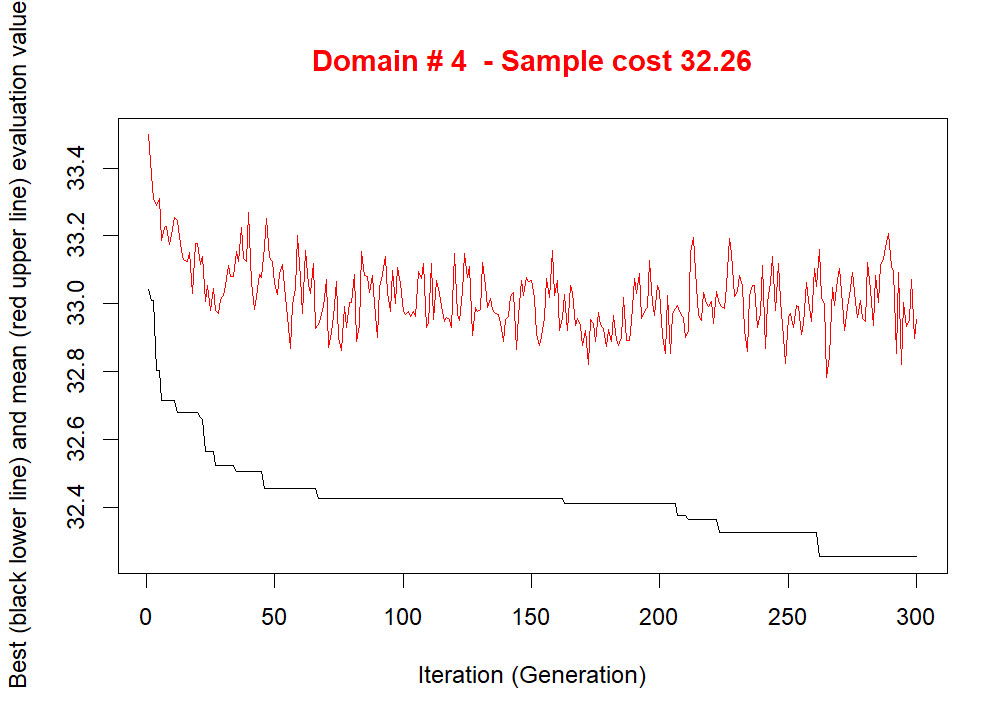 Domain # 4  - Sample cost 32.26
Best (black lower line) and mean (red upper line) evaluation value
33.4
33.2
33.0
32.8
32.6
32.4
0 50 100 150 200 250 300
Iteration (Generation)